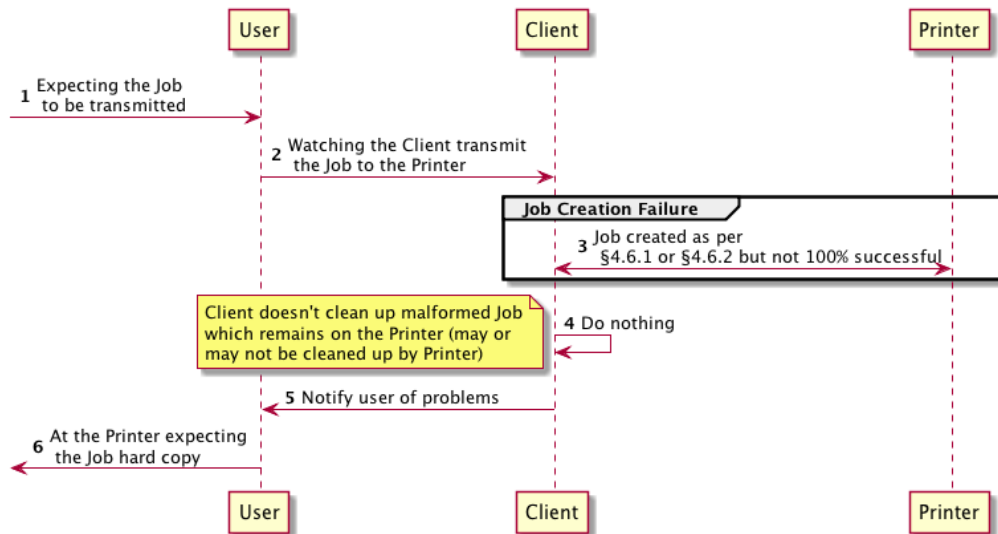 User
Client
Printer
1 Expecting the Job
to be transmitted
2 Watching the Client transmit
the Job to the Printer
Job Creation Failure
3 Job created as per
§4.6.1 or §4.6.2 but not 100% successful
Client doesn't clean up malformed Job
which remains on the Printer (may or
may not be cleaned up by Printer)
4 Do nothing
5 Notify user of problems
6 At the Printer expecting
the Job hard copy
User
Client
Printer